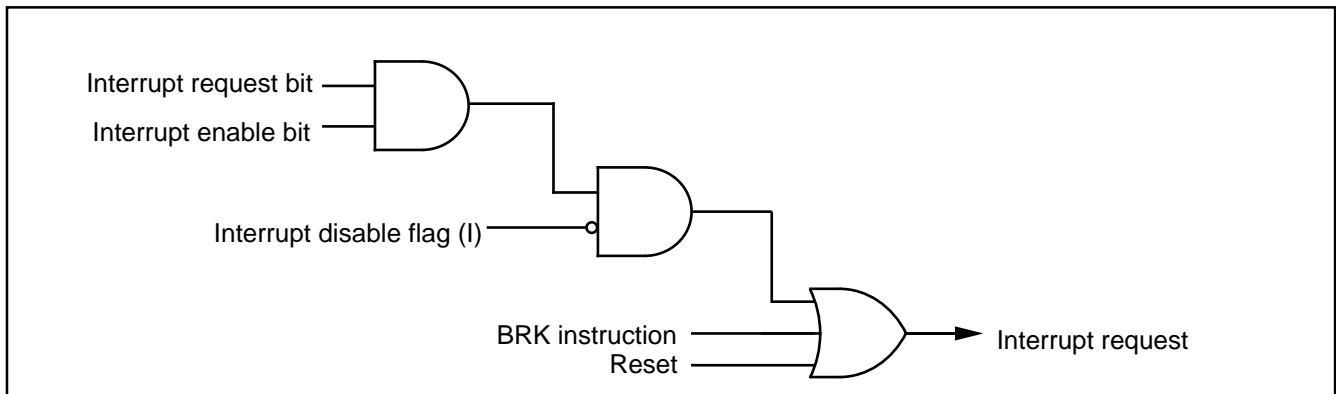 Interrupt request bit
Interrupt enable bit
Interrupt disable flag (I)
BRK instruction
Reset
Interrupt request